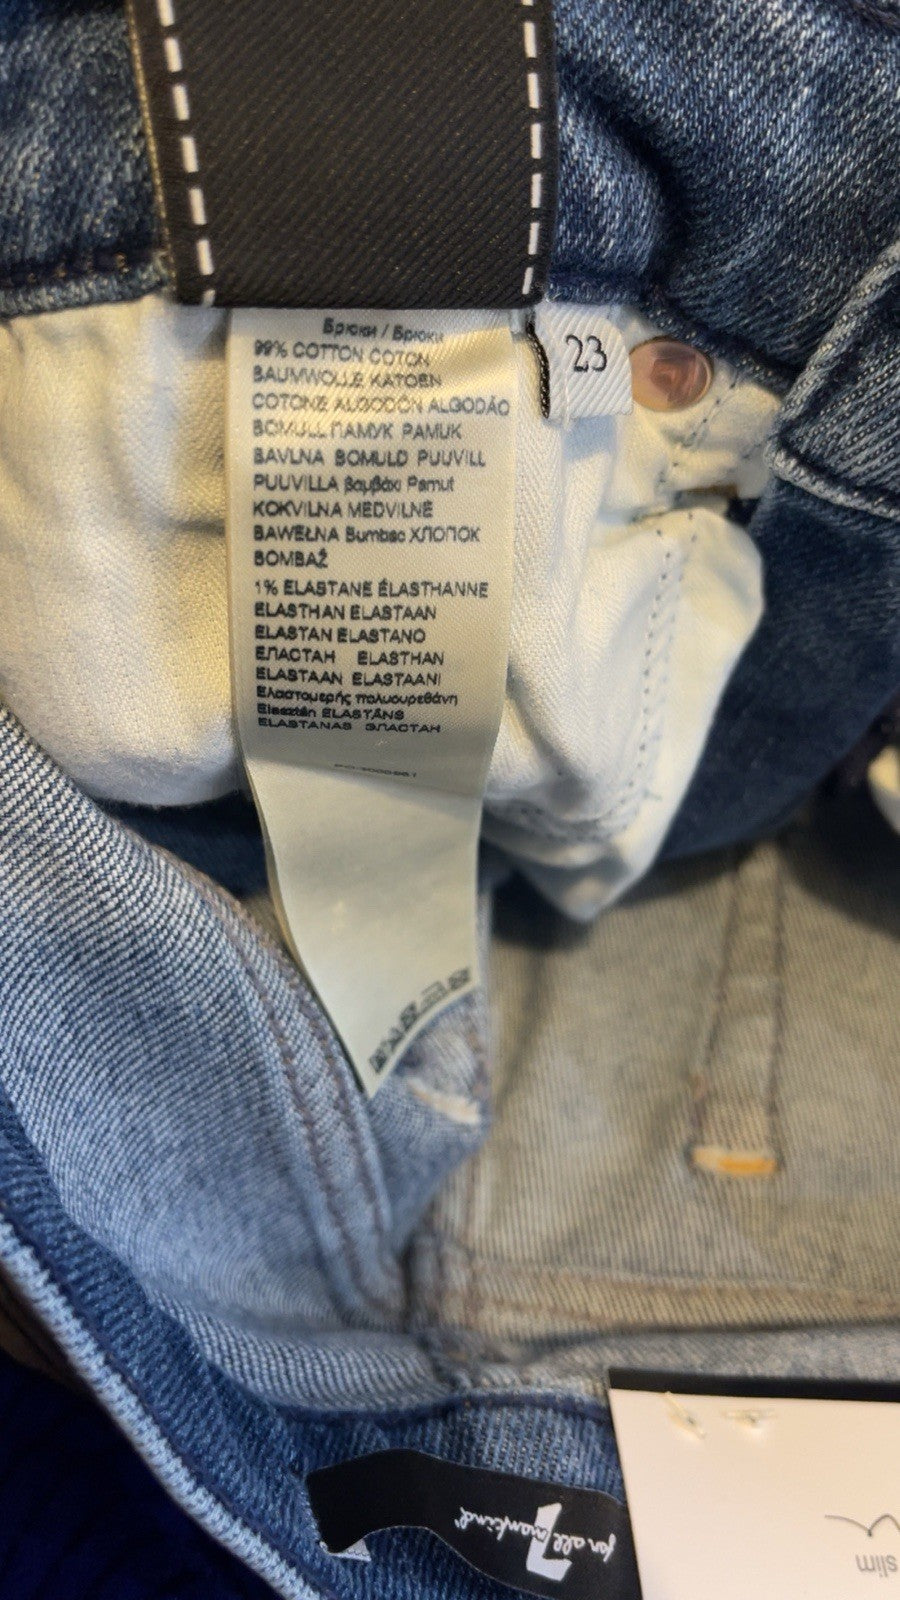 Брюки / Брюки
99% COTTON COTON
BAUMWOLLE KATOEN
COTONE ALGODÓN ALGODÃO
BOMULL ПАМУК PAMUK
BAVLNA BOMULD PUUVILL
PUUVILLA βαμβάκι Pamut
KOKVILNA MEDVILNĖ
BAWEŁNA Bumbac ХЛОПОК
BOMBAŽ
1% ELASTANE ÉLASTHANNE
ELASTHAN ELASTAAN
ELASTAN ELASTANO
ЕЛАСТАН ELASTHAN
ELASTAAN ELASTAANI
Ελαστομερής πολυουρεθάνη
Elasztán ELASTĀNS
ELASTANAS ЭЛАСТАН
23
7
for all mankind
slim